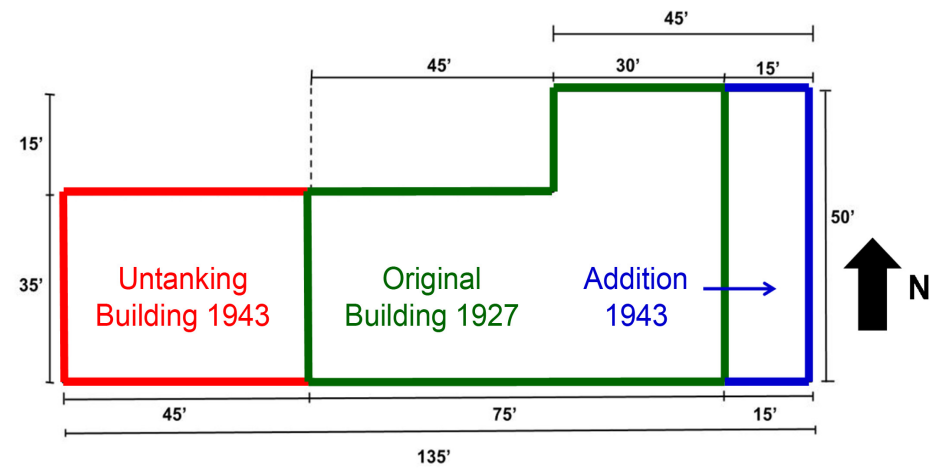 45’
45’
30’
15’
15’
35’
50’
Untanking
Building 1943
Original
Building 1927
Addition
1943
N
45’
75’
15’
135’